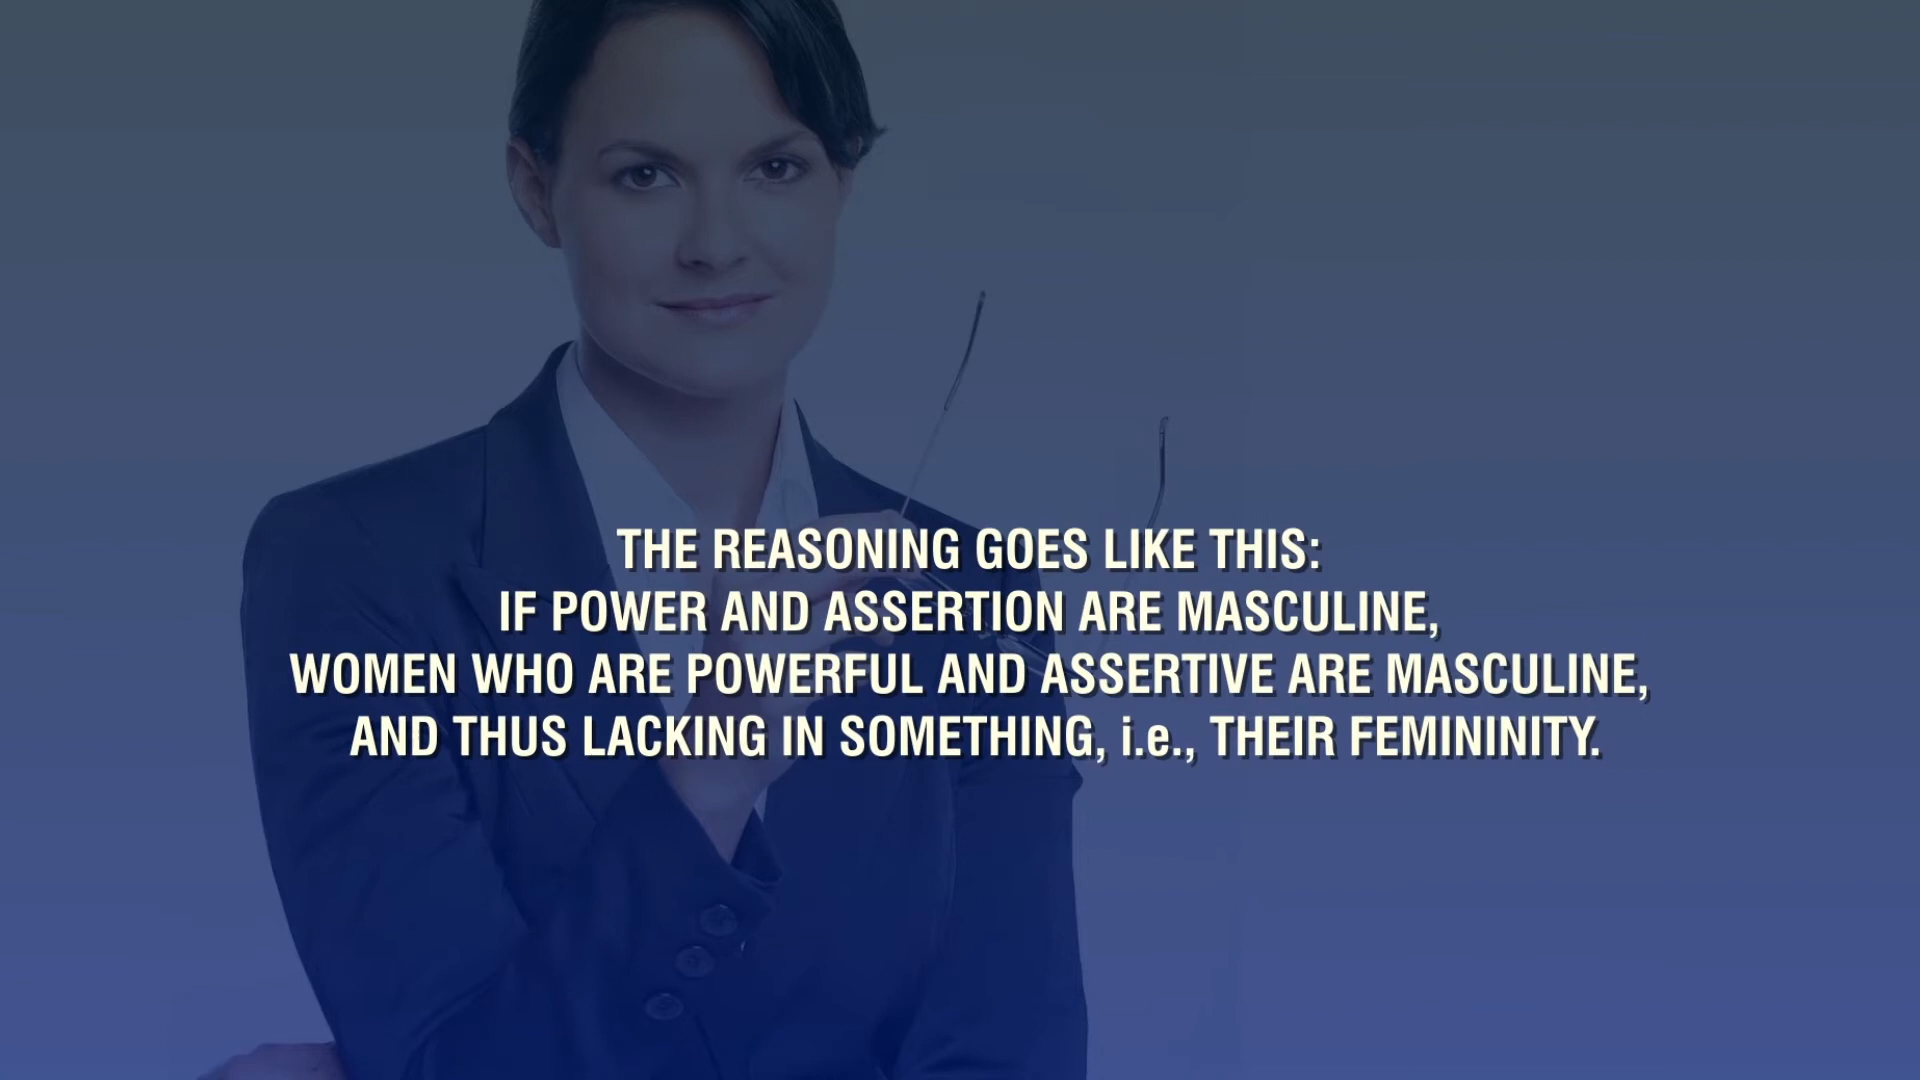 THE REASONING GOES LIKE THIS:
IF POWER AND ASSERTION ARE MASCULINE,
WOMEN WHO ARE POWERFUL AND ASSERTIVE ARE MASCULINE,
AND THUS LACKING IN SOMETHING, i.e., THEIR FEMININITY.